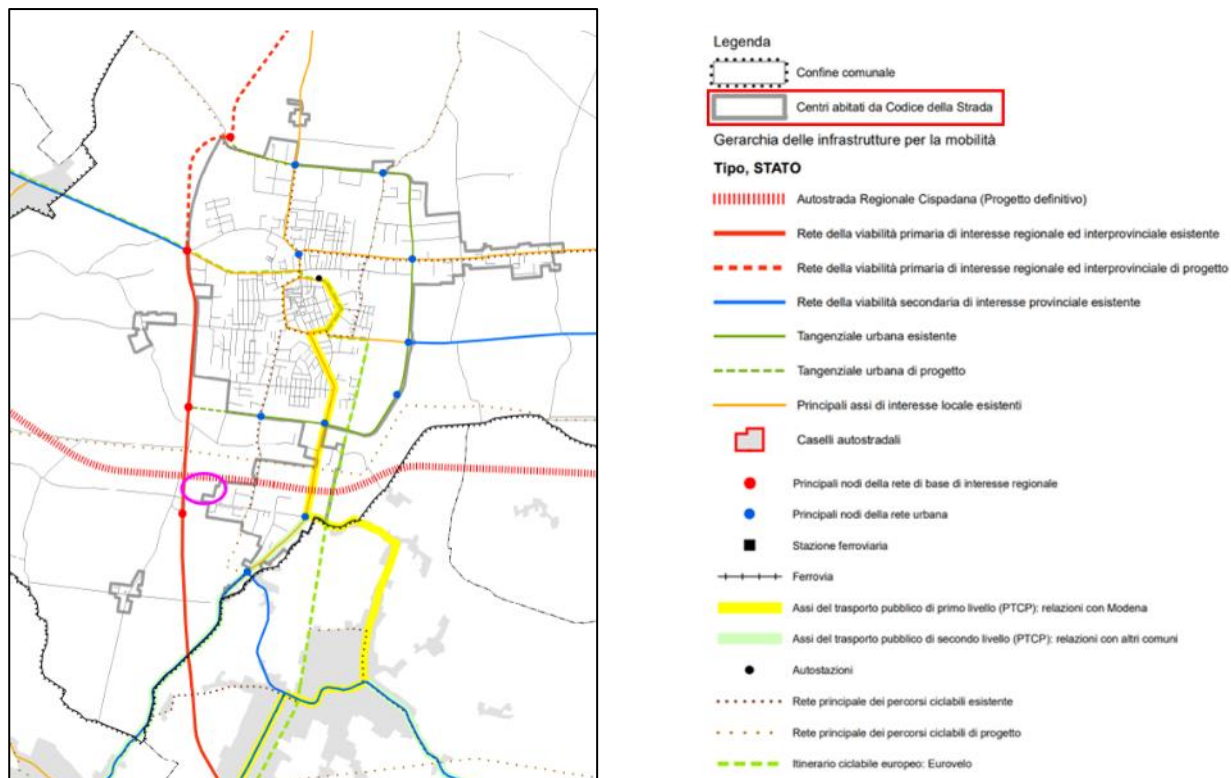 Legenda
Confine comunale
Centri abitati da Codice della Strada
Gerarchia delle infrastrutture per la mobilità
Tipo, STATO
Autostrada Regionale Cispadana (Progetto definitivo)
Rete della viabilità primaria di interesse regionale ed interprovinciale esistente
Rete della viabilità primaria di interesse regionale ed interprovinciale di progetto
Rete della viabilità secondaria di interesse provinciale esistente
Tangenziale urbana esistente
Tangenziale urbana di progetto
Principali assi di interesse locale esistenti
Caselli autostradali
Principali nodi della rete di base di interesse regionale
Principali nodi della rete urbana
Stazione ferroviaria
Ferrovia
Assi del trasporto pubblico di primo livello (PTCP): relazioni con Modena
Assi del trasporto pubblico di secondo livello (PTCP): relazioni con altri comuni
Autostazioni
Rete principale dei percorsi ciclabili esistente
Rete principale dei percorsi ciclabili di progetto
Itinerario ciclabile europeo: Eurovelo